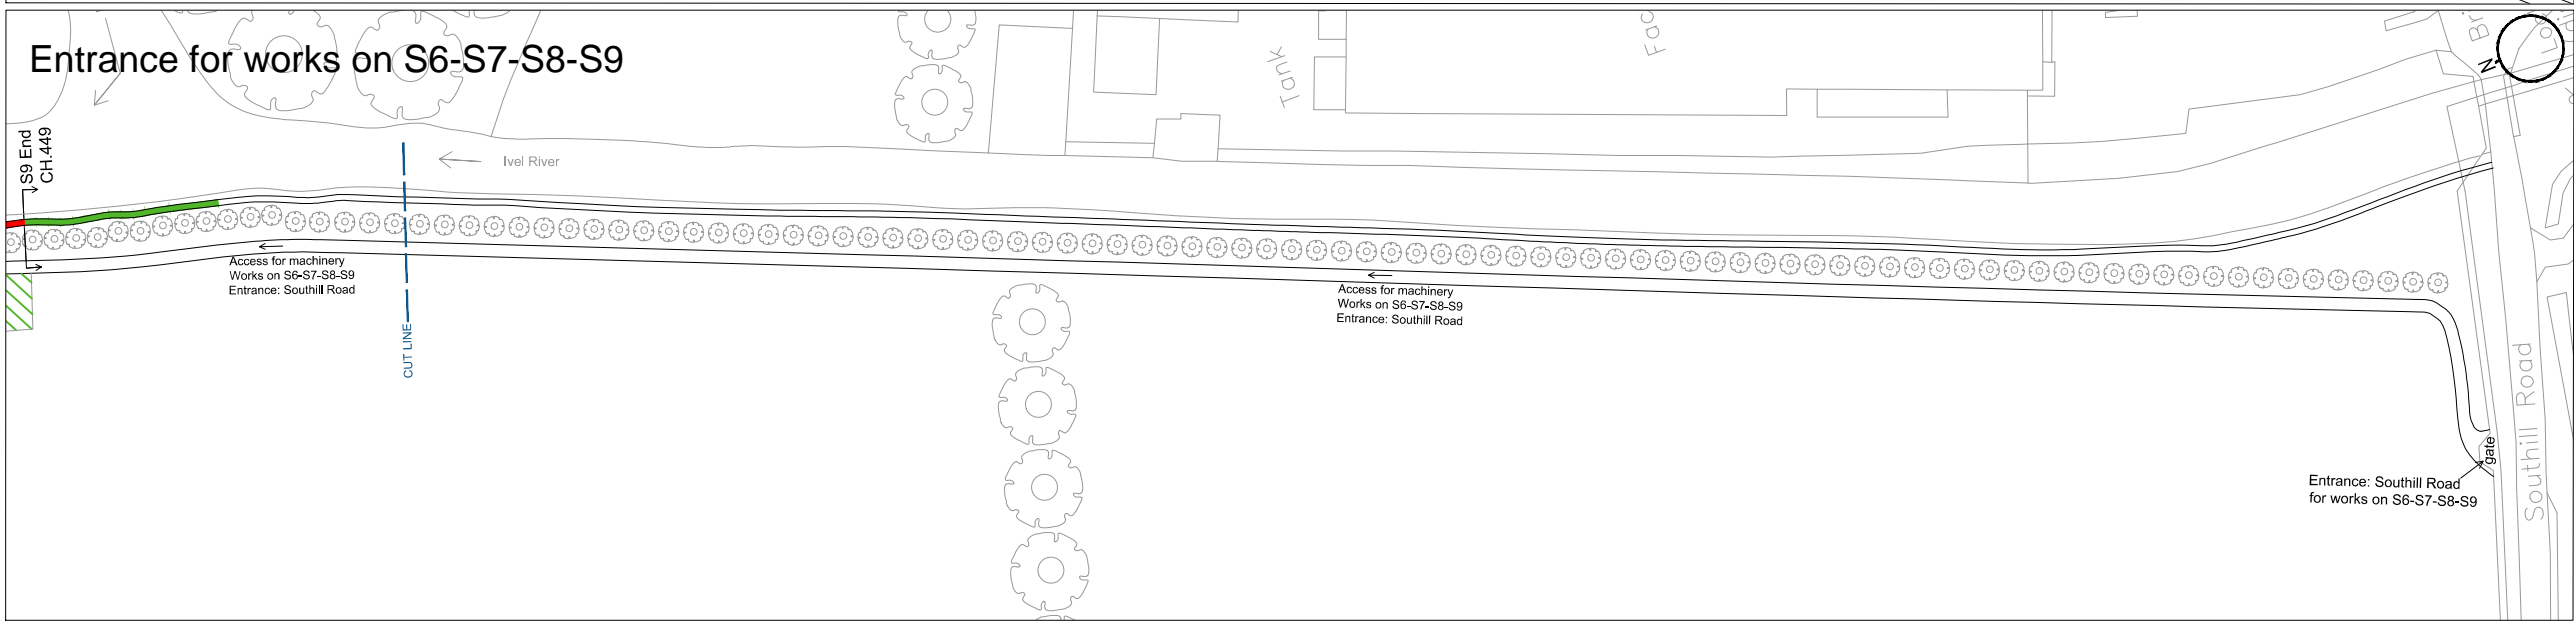 Entrance for works on S6-S7-S8-S9
Tank
Fac
Bri
N
S9 End
CH.449
Ivel River
Access for machinery
Works on S6-S7-S8-S9
Entrance: Southill Road
CUT LINE
Access for machinery
Works on S6-S7-S8-S9
Entrance: Southill Road
Southill Road
gate
Entrance: Southill Road
for works on S6-S7-S8-S9